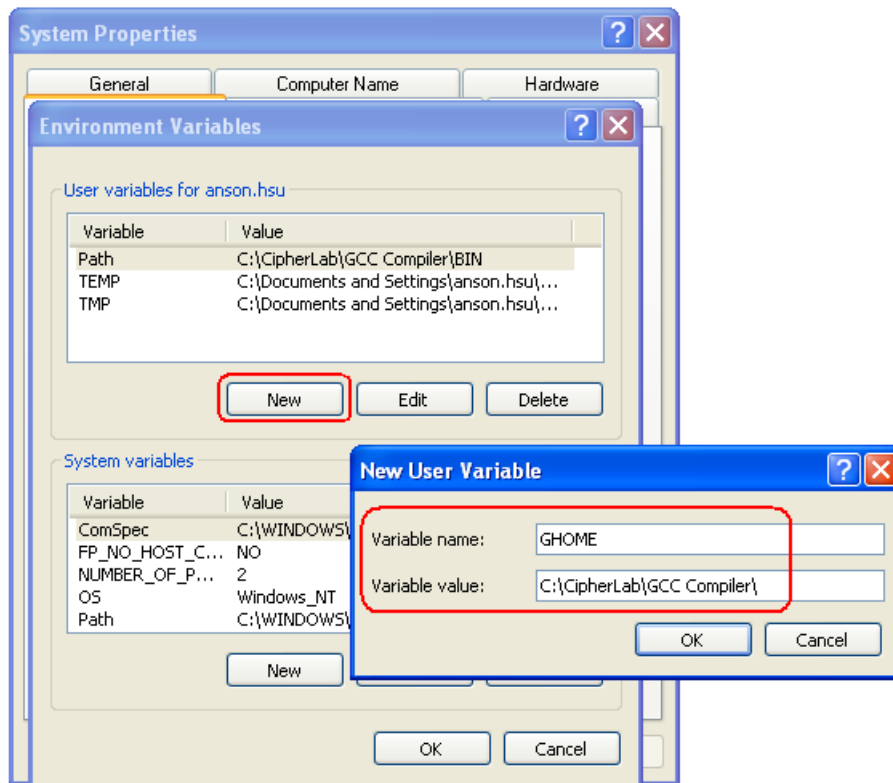 System Properties
General Computer Name Hardware
Environment Variables
User variables for anson.hsu
Variable Value
Path C:\CipherLab\GCC Compiler\BIN
TEMP C:\Documents and Settings\anson.hsu\...
TMP C:\Documents and Settings\anson.hsu\...
New Edit Delete
System variables
Variable Value
ComSpec C:\WINDOWS\
FP_NO_HOST_C... NO
NUMBER_OF_P... 2
OS Windows_NT
Path C:\WINDOWS\
New
OK Cancel
New User Variable
Variable name: GHOME
Variable value: C:\CipherLab\GCC Compiler\
OK Cancel